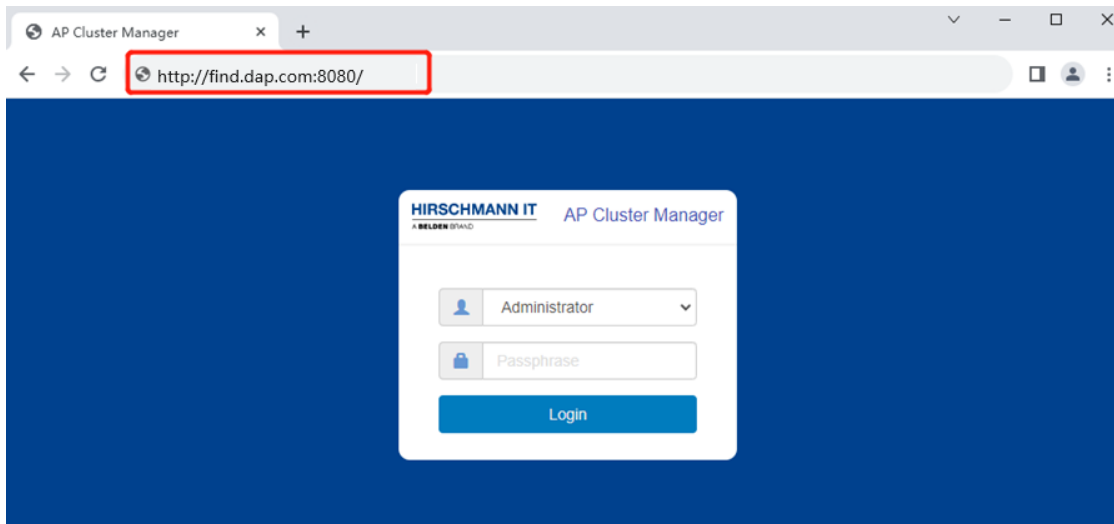 AP Cluster Manager
http://find.dap.com:8080/
HIRSCHMANN IT
A BELDEN BRAND
AP Cluster Manager
Administrator
Passphrase
Login